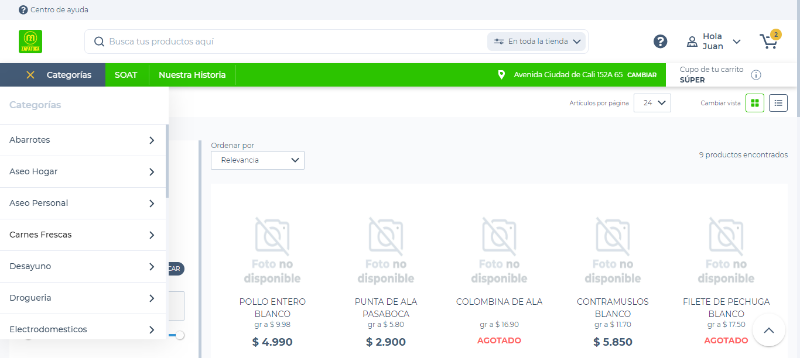 Centro de ayuda
Busca tus productos aquí
En toda la tienda
Hola
Juan
2
Categorías
SOAT
Nuestra Historia
Avenida Ciudad de Cali 152A 65 CAMBIAR
Cupo de tu carrito
SÚPER
Categorías
Artículos por página
24
Cambiar vista
Abarrotes
Aseo Hogar
Aseo Personal
Carnes Frescas
Desayuno
Drogueria
Electrodomesticos
Ordenar por
Relevancia
9 productos encontrados
Foto no
disponible
POLLO ENTERO
BLANCO
gr a $ 9.98
$ 4.990
Foto no
disponible
PUNTA DE ALA
PASABOCA
gr a $ 5.80
$ 2.900
Foto no
disponible
COLOMBINA DE ALA
gr a $ 16.90
AGOTADO
Foto no
disponible
CONTRAMUSLOS
BLANCO
gr a $ 11.70
$ 5.850
Foto no
disponible
FILETE DE PECHUGA
BLANCO
gr a $ 17.50
AGOTADO